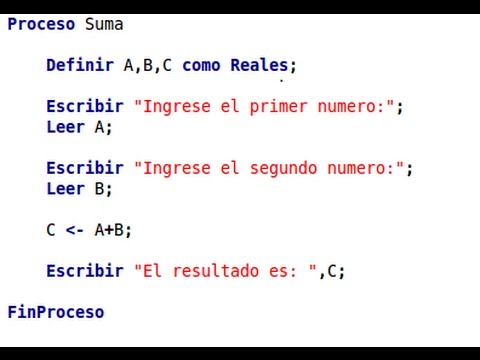 Proceso Suma
Definir A,B,C como Reales;
Escribir "Ingrese el primer numero:";
Leer A;
Escribir "Ingrese el segundo numero:";
Leer B;
C <- A+B;
Escribir "El resultado es: ",C;
FinProceso